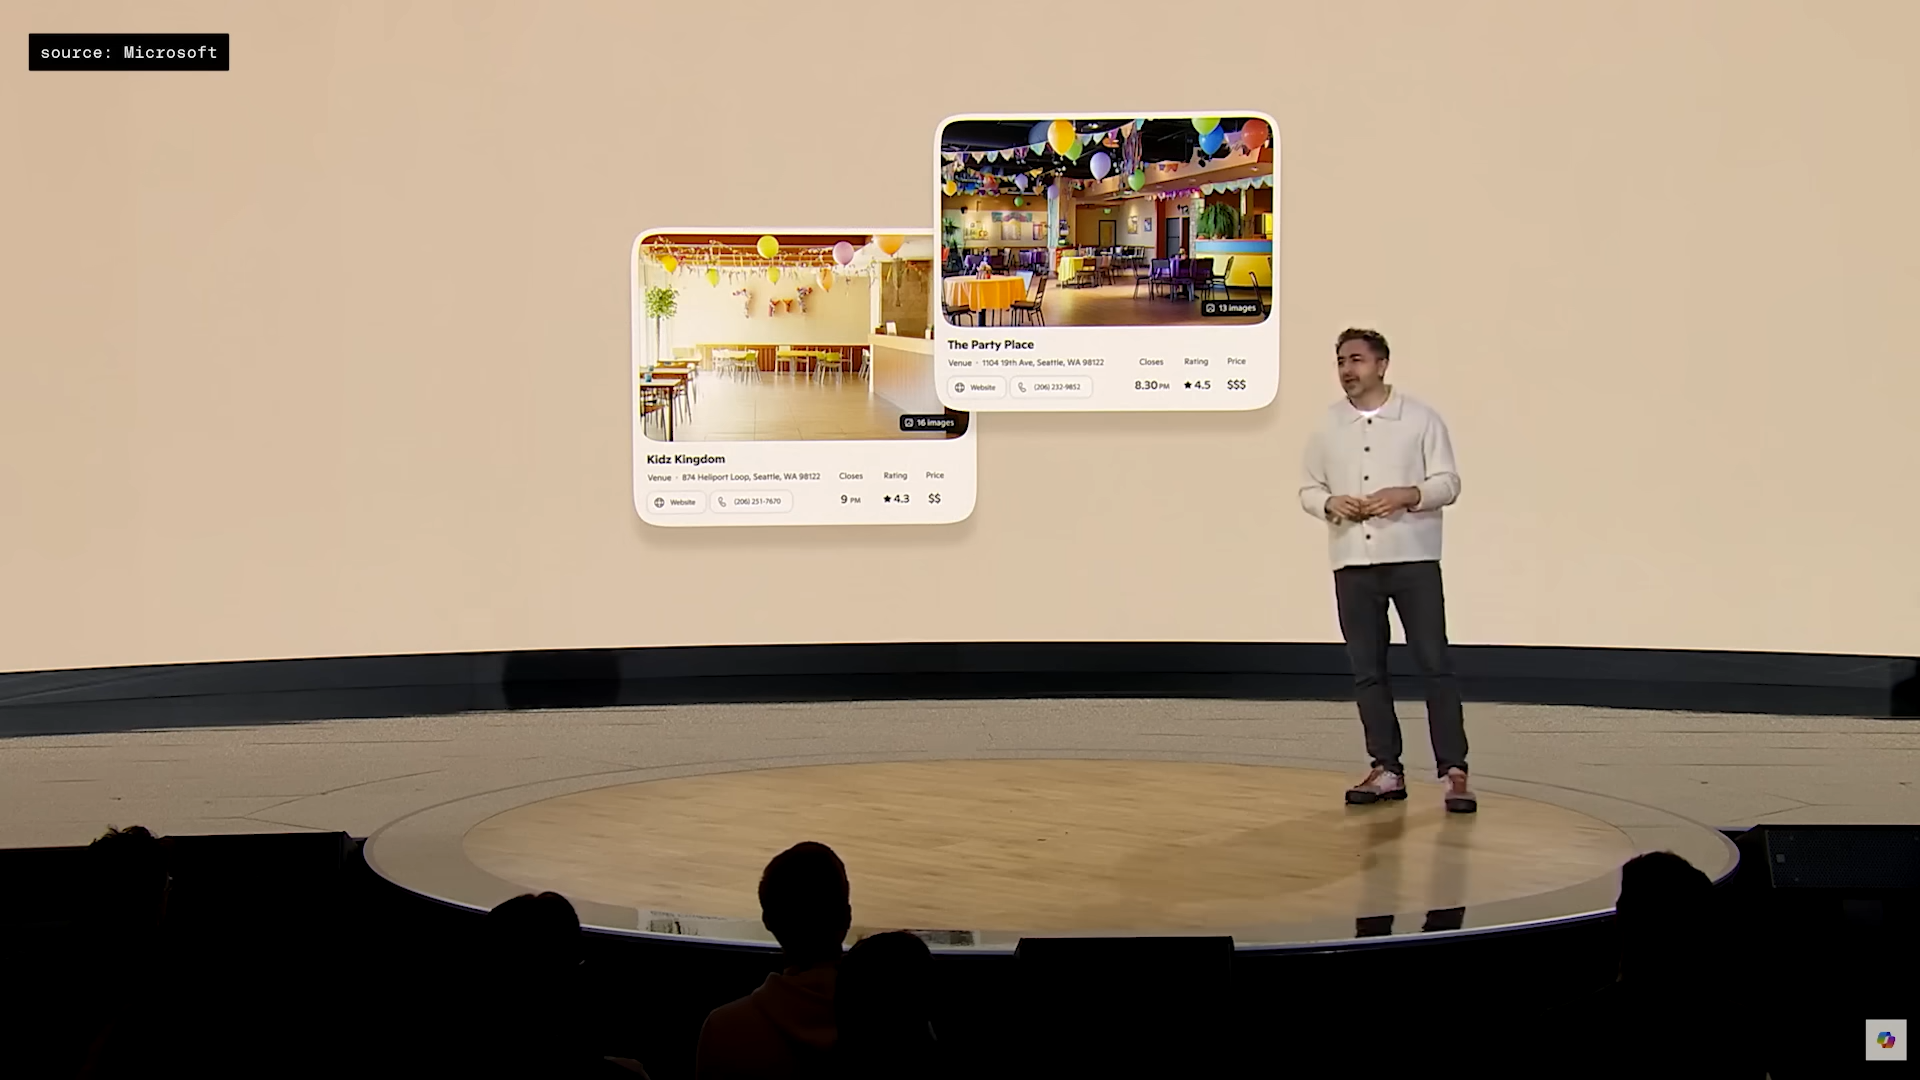 source: Microsoft
13 images
The Party Place
Venue · 1104 19th Ave, Seattle, WA 98122
Closes Rating Price
Website (206) 232-9852
8.30 PM ★ 4.5 $$$
16 images
Kidz Kingdom
Venue · 874 Heliport Loop, Seattle, WA 98122
Closes Rating Price
Website (206) 251-7670
9 PM ★ 4.3 $$